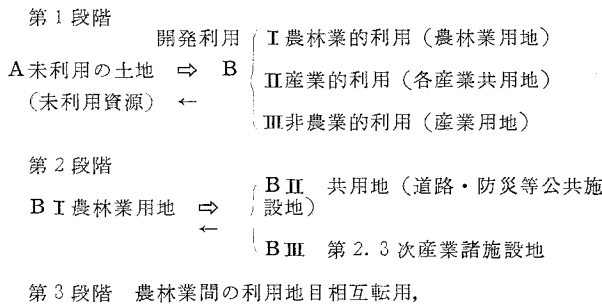 第1段階
開発利用
Ⅰ農林業的利用（農林業用地）
A未利用の土地 ⇨ B
Ⅱ産業的利用（各産業共用地）
（未利用資源） ←
Ⅲ非農業的利用（産業用地）
第2段階
BⅡ 共用地（道路・防災等公共施
設地）
BⅠ農林業用地 ⇨
←
BⅢ 第2.3次産業諸施設地
第3段階 農林業間の利用地目相互転用，